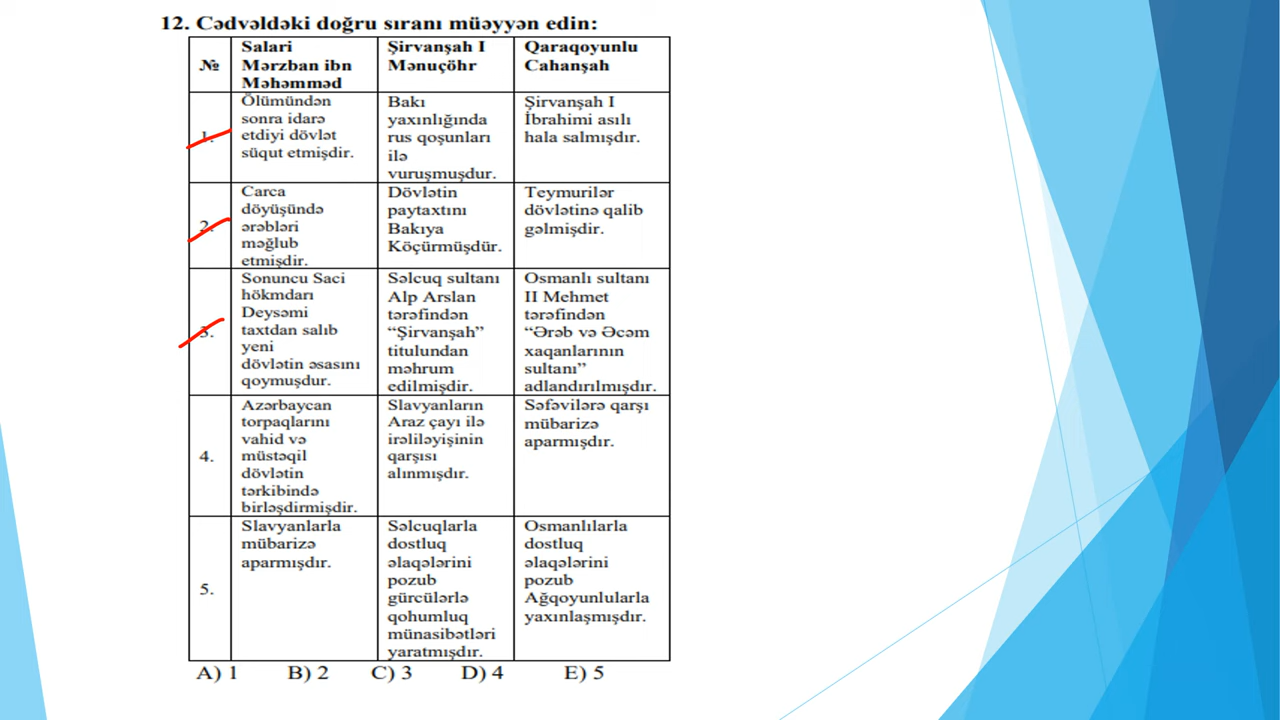 12. Cədvəldəki doğru sıranı müəyyən edin:
№
Salari
Mərzban ibn
Məhəmməd
Şirvanşah I
Mənuçöhr
Qaraqoyunlu
Cahanşah
1.
Ölümündən
sonra idarə
etdiyi dövlət
süqut etmişdir.
Bakı
yaxınlığında
rus qoşunları
ilə
vuruşmuşdur.
Şirvanşah I
İbrahimi asılı
hala salmışdır.
2.
Carca
döyüşündə
ərəbləri
məğlub
etmişdir.
Dövlətin
paytaxtını
Bakıya
Köçürmüşdür.
Teymurilər
dövlətinə qalib
gəlmişdir.
3.
Sonuncu Saci
hökmdarı
Deysəmi
taxtdan salıb
yeni
dövlətin əsasını
qoymuşdur.
Səlcuq sultanı
Alp Arslan
tərəfindən
“Şirvanşah”
titulundan
məhrum
edilmişdir.
Osmanlı sultanı
II Mehmet
tərəfindən
“Ərəb və Əcəm
xaqanlarının
sultanı”
adlandırılmışdır.
4.
Azərbaycan
torpaqlarını
vahid və
müstəqil
dövlətin
tərkibində
birləşdirmişdir.
Slavyanların
Araz çayı ilə
irəliləyişinin
qarşısı
alınmışdır.
Səfəvilərə qarşı
mübarizə
aparmışdır.
5.
Slavyanlarla
mübarizə
aparmışdır.
Səlcuqlarla
dostluq
əlaqələrini
pozub
gürcülərlə
qohumluq
münasibətləri
yaratmışdır.
Osmanlılarla
dostluq
əlaqələrini
pozub
Ağqoyunlularla
yaxınlaşmışdır.
A) 1 B) 2 C) 3 D) 4 E) 5